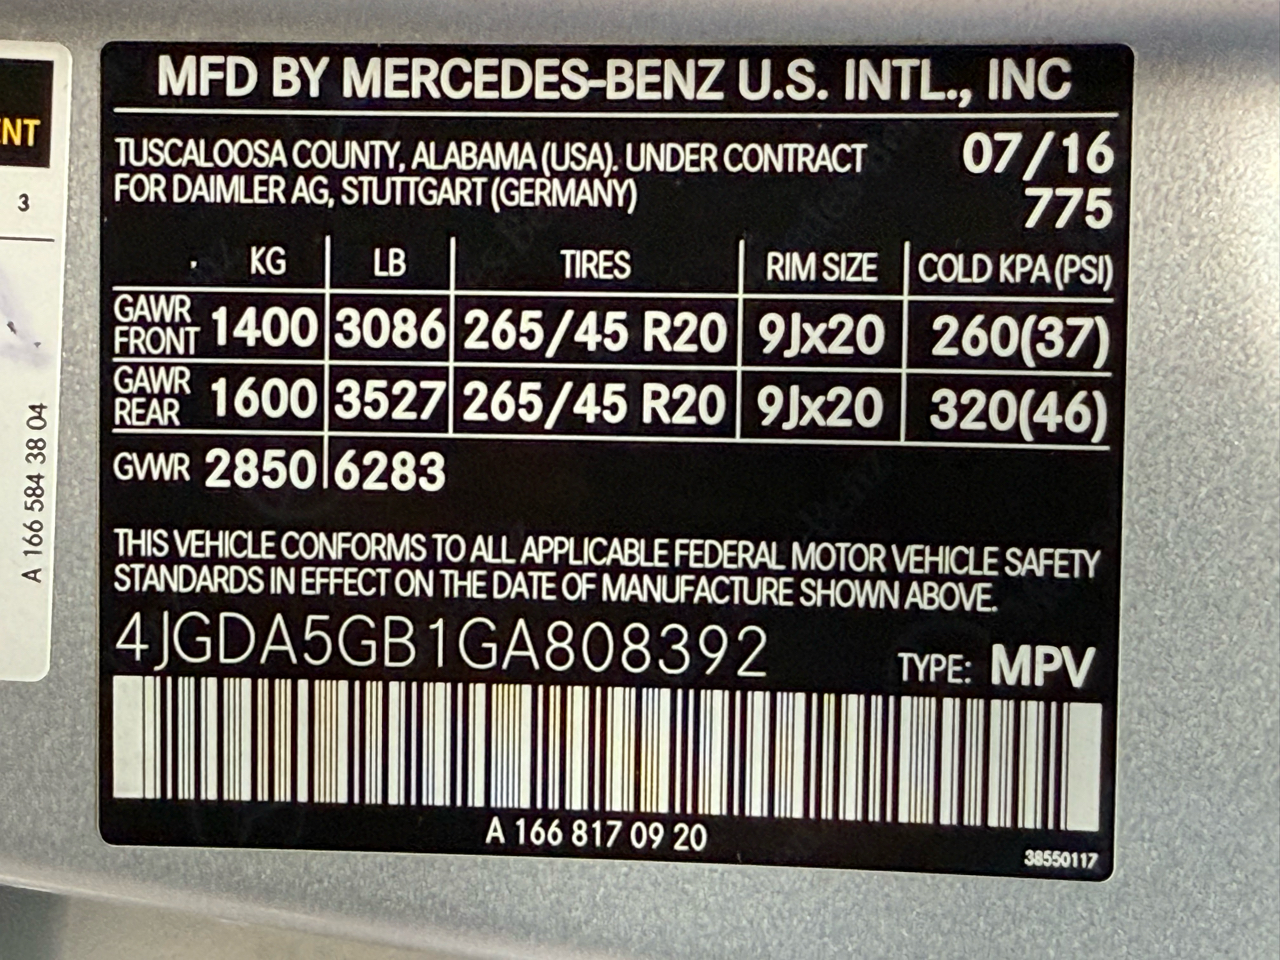 MFD BY MERCEDES-BENZ U.S. INTL., INC
TUSCALOOSA COUNTY, ALABAMA (USA). UNDER CONTRACT
FOR DAIMLER AG, STUTTGART (GERMANY)
07/16
775
KG LB TIRES RIM SIZE COLD KPA (PSI)
GAWR FRONT 1400 3086 265/45 R20 9Jx20 260(37)
GAWR REAR 1600 3527 265/45 R20 9Jx20 320(46)
GVWR 2850 6283
THIS VEHICLE CONFORMS TO ALL APPLICABLE FEDERAL MOTOR VEHICLE SAFETY
STANDARDS IN EFFECT ON THE DATE OF MANUFACTURE SHOWN ABOVE.
4JGDA5GB1GA808392
TYPE: MPV
A 166 817 09 20
38550117
3
A 166 584 38 04